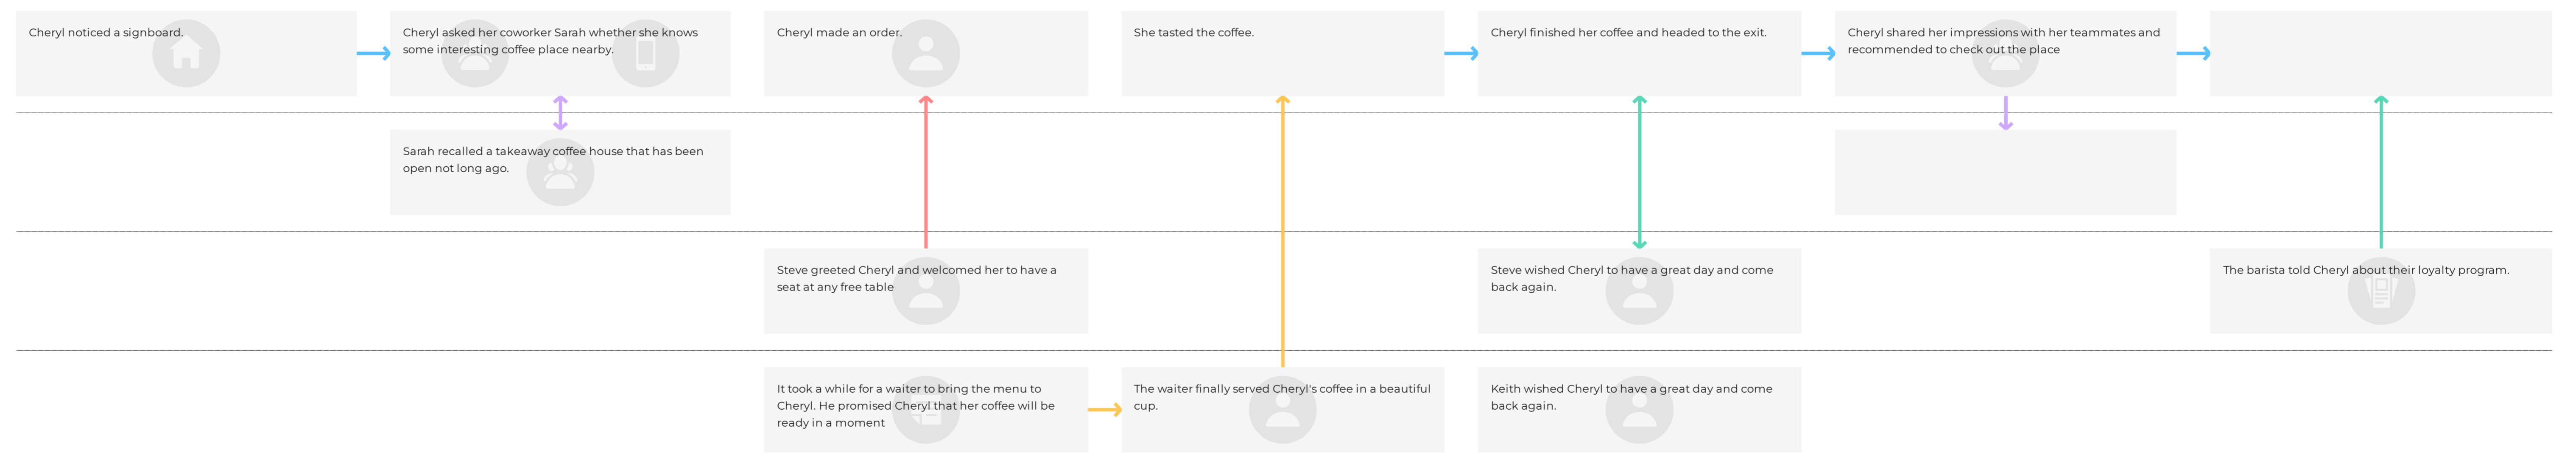 Cheryl noticed a signboard.
Cheryl asked her coworker Sarah whether she knows
some interesting coffee place nearby.
Cheryl made an order.
She tasted the coffee.
Cheryl finished her coffee and headed to the exit.
Cheryl shared her impressions with her teammates and
recommended to check out the place
Sarah recalled a takeaway coffee house that has been
open not long ago.
Steve greeted Cheryl and welcomed her to have a
seat at any free table
Steve wished Cheryl to have a great day and come
back again.
The barista told Cheryl about their loyalty program.
It took a while for a waiter to bring the menu to
Cheryl. He promised Cheryl that her coffee will be
ready in a moment
The waiter finally served Cheryl's coffee in a beautiful
cup.
Keith wished Cheryl to have a great day and come
back again.